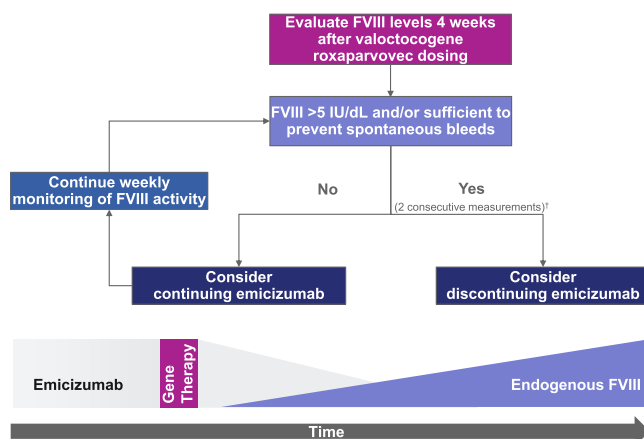 Evaluate FVIII levels 4 weeks
after valoctocogene
roxaparvovec dosing
FVIII >5 IU/dL and/or sufficient to
prevent spontaneous bleeds
Continue weekly
monitoring of FVIII activity
No
Yes
(2 consecutive measurements)†
Consider
continuing emicizumab
Consider
discontinuing emicizumab
Emicizumab
Gene
Therapy
Endogenous FVIII
Time